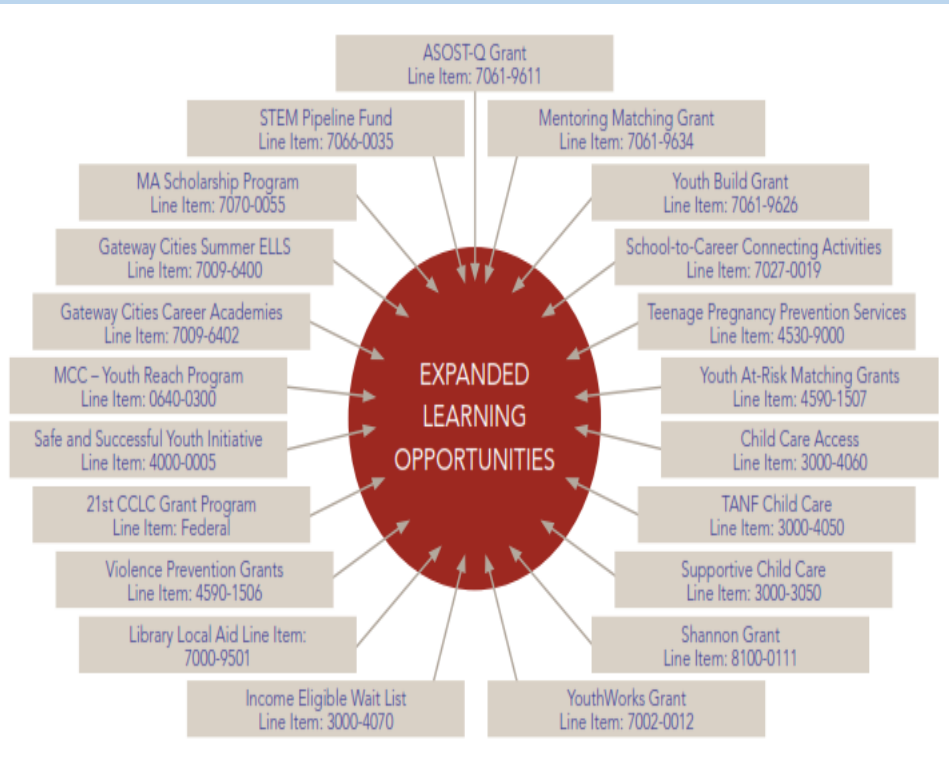 ASOST-Q Grant
Line Item: 7061-9611
STEM Pipeline Fund
Line Item: 7066-0035
Mentoring Matching Grant
Line Item: 7061-9634
MA Scholarship Program
Line Item: 7070-0055
Youth Build Grant
Line Item: 7061-9626
Gateway Cities Summer ELLS
Line Item: 7009-6400
School-to-Career Connecting Activities
Line Item: 7027-0019
Gateway Cities Career Academies
Line Item: 7009-6402
Teenage Pregnancy Prevention Services
Line Item: 4530-9000
MCC – Youth Reach Program
Line Item: 0640-0300
EXPANDED
LEARNING
OPPORTUNITIES
Youth At-Risk Matching Grants
Line Item: 4590-1507
Safe and Successful Youth Initiative
Line Item: 4000-0005
Child Care Access
Line Item: 3000-4060
21st CCLC Grant Program
Line Item: Federal
TANF Child Care
Line Item: 3000-4050
Violence Prevention Grants
Line Item: 4590-1506
Supportive Child Care
Line Item: 3000-3050
Library Local Aid Line Item:
7000-9501
Shannon Grant
Line Item: 8100-0111
Income Eligible Wait List
Line Item: 3000-4070
YouthWorks Grant
Line Item: 7002-0012